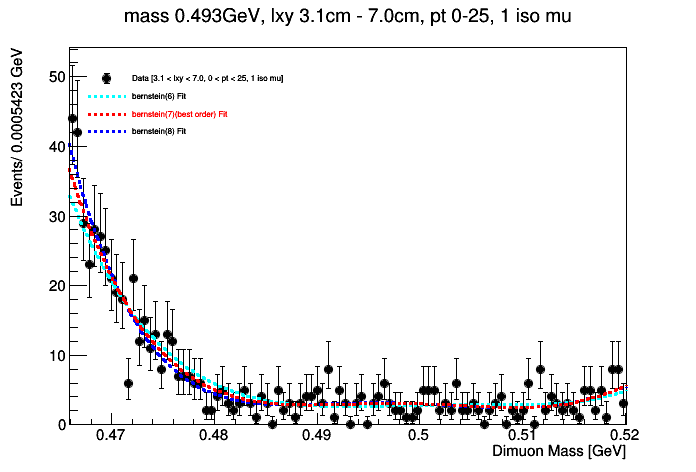 mass 0.493GeV, lxy 3.1cm - 7.0cm, pt 0-25, 1 iso mu
Events/ 0.0005423 GeV
50
40
30
20
10
0
Data [3.1 < lxy < 7.0, 0 < pt < 25, 1 iso mu]
bernstein(6) Fit
bernstein(7)(best order) Fit
bernstein(8) Fit
0.47 0.48 0.49 0.5 0.51 0.52
Dimuon Mass [GeV]